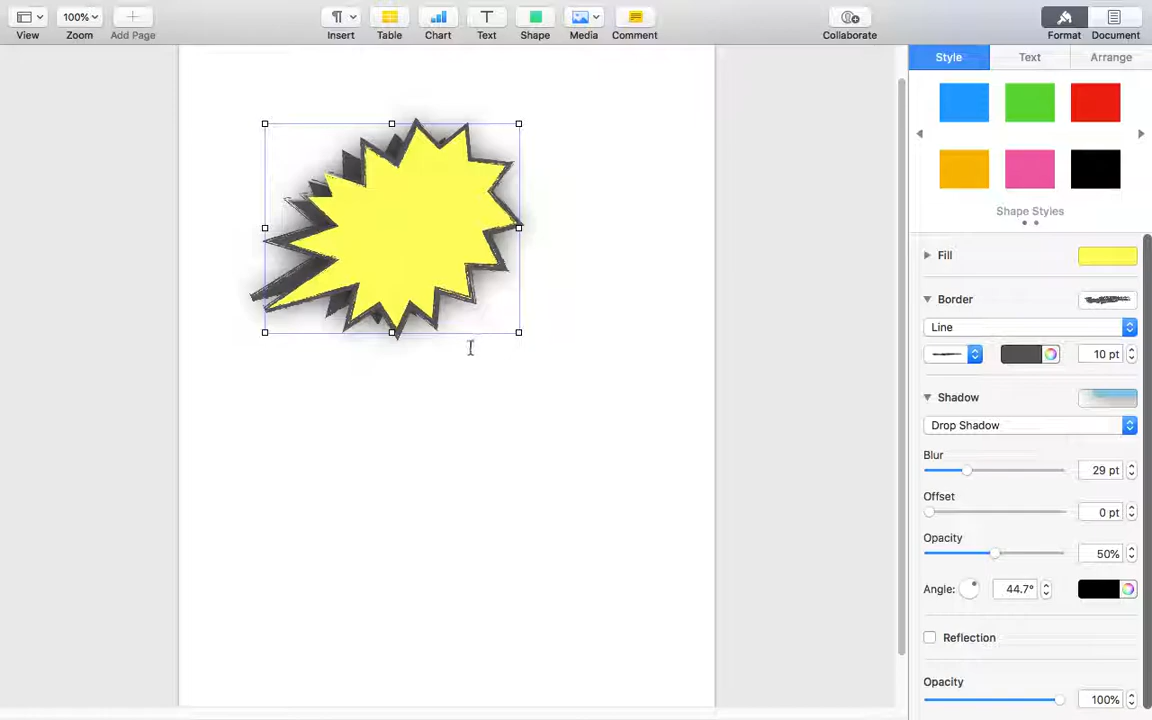 View
100%
Zoom
Add Page
Insert
Table
Chart
Text
Shape
Media
Comment
Collaborate
Format
Document
Style
Text
Arrange
Shape Styles
Fill
Border
Line
10 pt
Shadow
Drop Shadow
Blur
29 pt
Offset
0 pt
Opacity
50%
Angle:
44.7°
Reflection
Opacity
100%